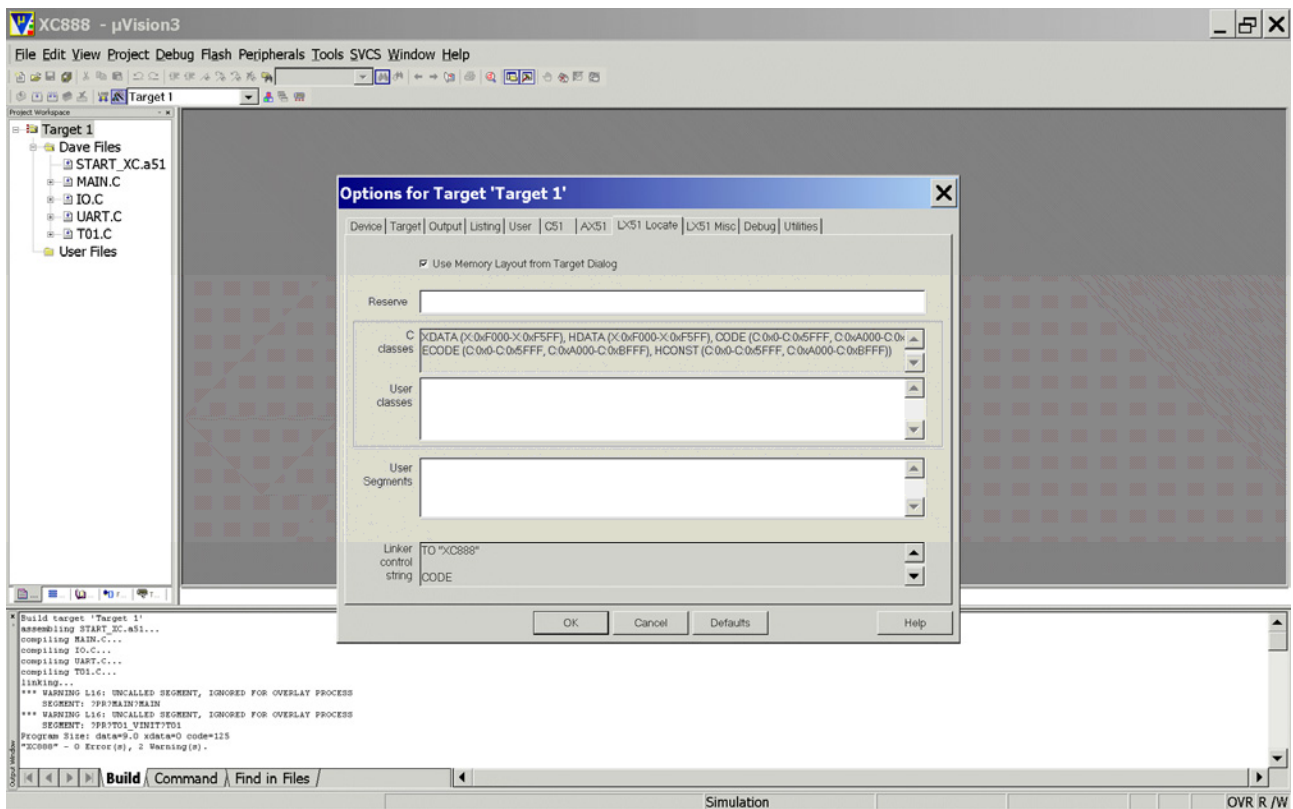 XC888 - µVision3
File Edit View Project Debug Flash Peripherals Tools SVCS Window Help
Target 1
Project Workspace
Target 1
Dave Files
START_XC.a51
MAIN.C
IO.C
UART.C
T01.C
User Files
Options for Target 'Target 1'
Device Target Output Listing User C51 AX51 LX51 Locate LX51 Misc Debug Utilities
Use Memory Layout from Target Dialog
Reserve
C classes
XDATA (X:0xF000-X:0xF5FF), HDATA (X:0xF000-X:0xF5FF), CODE (C:0x0-C:0x5FFF, C:0xA000-C:0x
ECODE (C:0x0-C:0x5FFF, C:0xA000-C:0xBFFF), HCONST (C:0x0-C:0x5FFF, C:0xA000-C:0xBFFF))
User classes
User Segments
Linker control string
TO "XC888"
CODE
OK Cancel Defaults Help
Build target 'Target 1'
assembling START_XC.a51...
compiling MAIN.C...
compiling IO.C...
compiling UART.C...
compiling T01.C...
linking...
*** WARNING L16: UNCALLED SEGMENT, IGNORED FOR OVERLAY PROCESS
SEGMENT: ?PR?MAIN?MAIN
*** WARNING L16: UNCALLED SEGMENT, IGNORED FOR OVERLAY PROCESS
SEGMENT: ?PR?T01_VINIT?T01
Program Size: data=9.0 xdata=0 code=125
"XC888" - 0 Error(s), 2 Warning(s).
Output Window
Build Command Find in Files
Simulation
OVR R /W